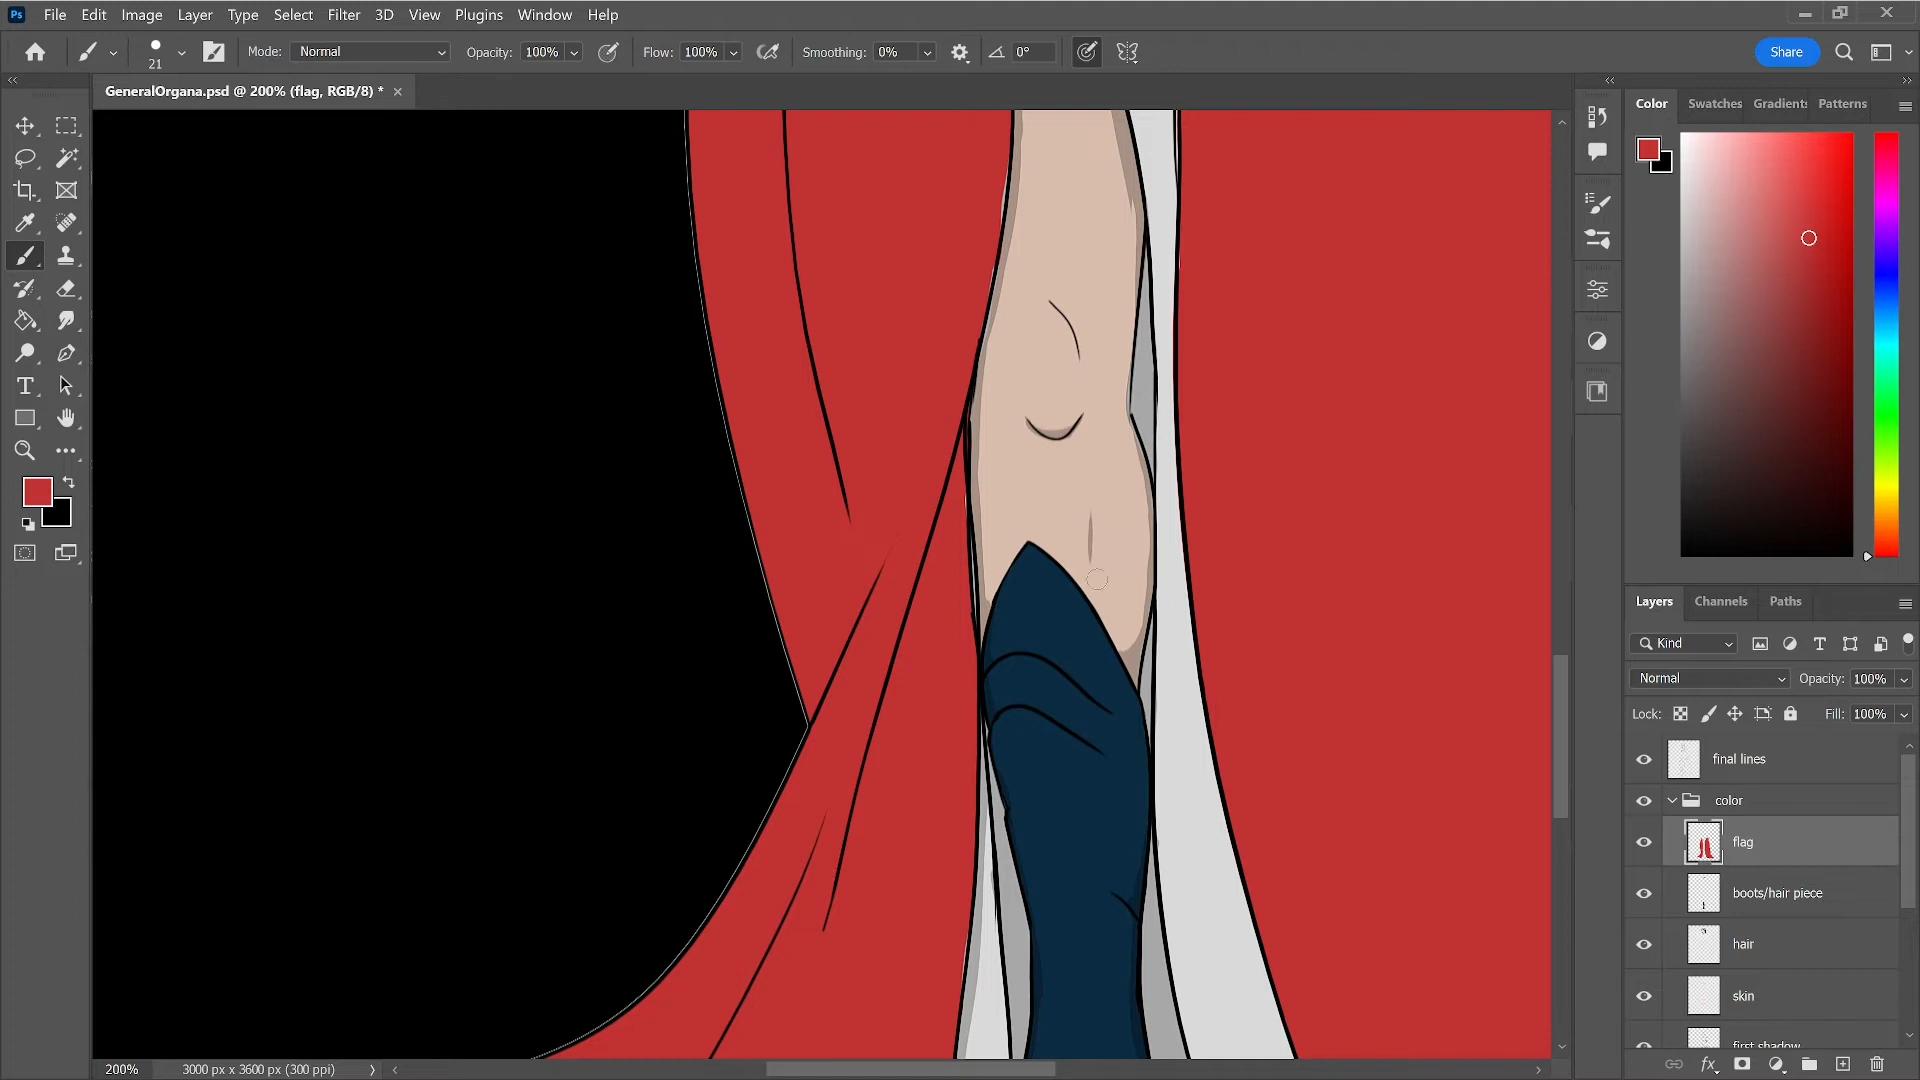 Ps File Edit Image Layer Type Select Filter 3D View Plugins Window Help
21 Mode: Normal Opacity: 100% Flow: 100% Smoothing: 0% 0° Share
GeneralOrgana.psd @ 200% (flag, RGB/8) *
Color Swatches Gradients Patterns
Layers Channels Paths
Kind
Normal Opacity: 100%
Lock: Fill: 100%
final lines
color
flag
boots/hair piece
hair
skin
first shadow
200% 3000 px x 3600 px (300 ppi)